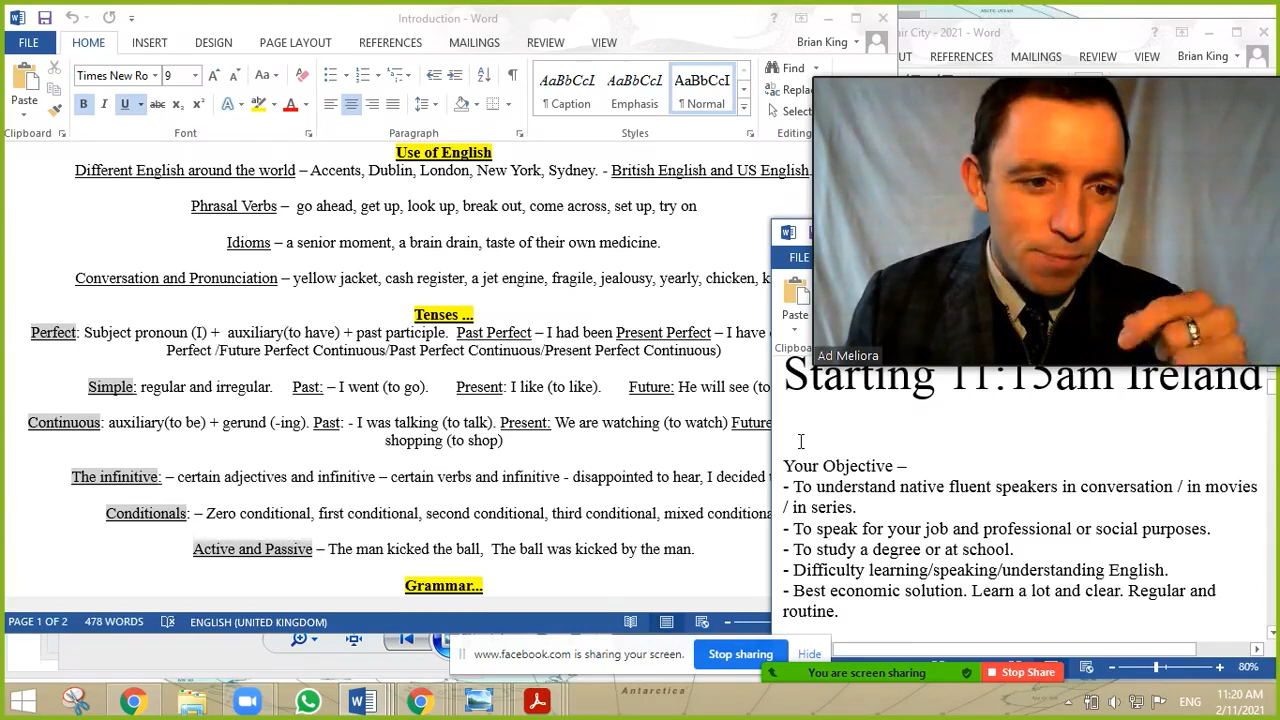 Introduction - Word
FILE HOME INSERT DESIGN PAGE LAYOUT REFERENCES MAILINGS REVIEW VIEW
Brian King
Paste
Times New Ro 9
Aa
B I U abc x₂ x²
AaBbCcI AaBbCcI AaBbCcI
¶ Caption Emphasis ¶ Normal
Find
Replac
Select
Clipboard Font Paragraph Styles Editing
Use of English
Different English around the world – Accents, Dublin, London, New York, Sydney. - British English and US English.
Phrasal Verbs – go ahead, get up, look up, break out, come across, set up, try on
Idioms – a senior moment, a brain drain, taste of their own medicine.
Conversation and Pronunciation – yellow jacket, cash register, a jet engine, fragile, jealousy, yearly, chicken, k
Tenses ...
Perfect: Subject pronoun (I) + auxiliary(to have) + past participle. Past Perfect – I had been Present Perfect – I have
Perfect /Future Perfect Continuous/Past Perfect Continuous/Present Perfect Continuous)
Simple: regular and irregular. Past: – I went (to go). Present: I like (to like). Future: He will see (to
Continuous: auxiliary(to be) + gerund (-ing). Past: - I was talking (to talk). Present: We are watching (to watch) Future
shopping (to shop)
The infinitive: – certain adjectives and infinitive – certain verbs and infinitive - disappointed to hear, I decided t
Conditionals: – Zero conditional, first conditional, second conditional, third conditional, mixed conditiona
Active and Passive – The man kicked the ball, The ball was kicked by the man.
Grammar...
PAGE 1 OF 2 478 WORDS ENGLISH (UNITED KINGDOM)
air City - 2021 - Word
UT REFERENCES MAILINGS REVIEW VIEW
Brian King
FILE
Paste
Clipboa
Ad Meliora
Starting 11:15am Ireland
Your Objective –
- To understand native fluent speakers in conversation / in movies
/ in series.
- To speak for your job and professional or social purposes.
- To study a degree or at school.
- Difficulty learning/speaking/understanding English.
- Best economic solution. Learn a lot and clear. Regular and
routine.
80%
www.facebook.com is sharing your screen. Stop sharing Hide
You are screen sharing Stop Share
Antarctica
ENG
11:20 AM
2/11/2021